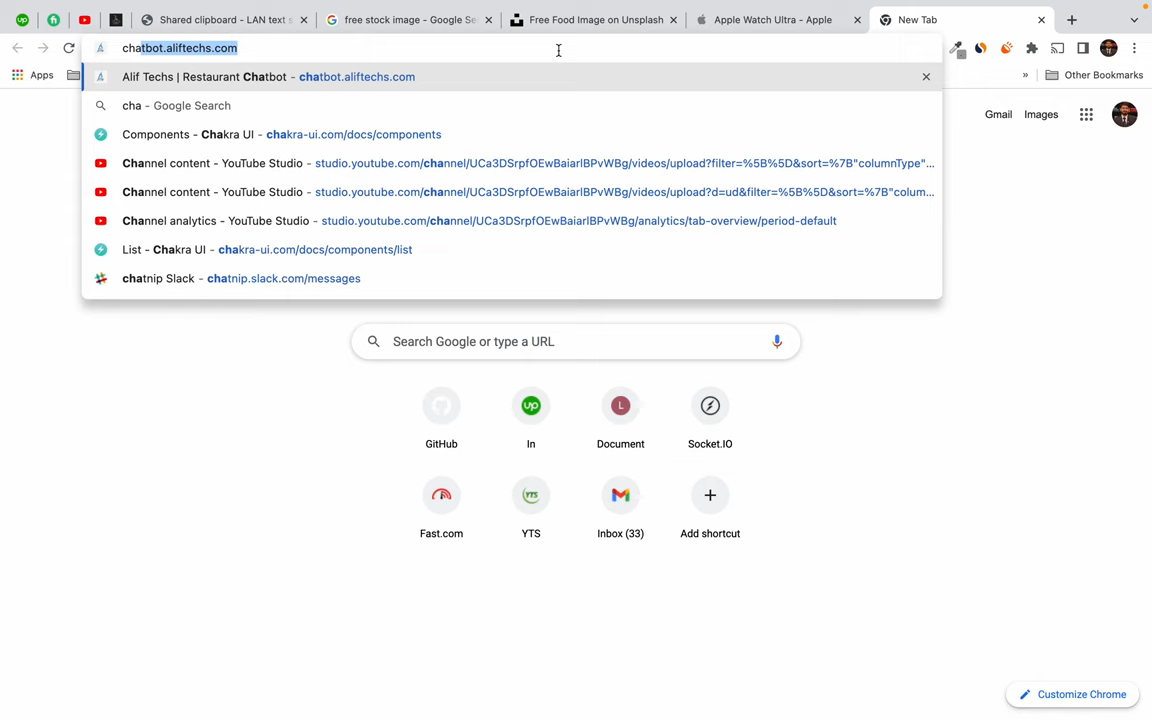 Shared clipboard - LAN text s
free stock image - Google Se
Free Food Image on Unsplash
Apple Watch Ultra - Apple
New Tab
chatbot.aliftechs.com
Apps
Other Bookmarks
Alif Techs | Restaurant Chatbot - chatbot.aliftechs.com
cha - Google Search
Components - Chakra UI - chakra-ui.com/docs/components
Channel content - YouTube Studio - studio.youtube.com/channel/UCa3DSrpfOEwBaiarlBPvWBg/videos/upload?filter=%5B%5D&sort=%7B"columnType"...
Channel content - YouTube Studio - studio.youtube.com/channel/UCa3DSrpfOEwBaiarlBPvWBg/videos/upload?d=ud&filter=%5B%5D&sort=%7B"colum...
Channel analytics - YouTube Studio - studio.youtube.com/channel/UCa3DSrpfOEwBaiarlBPvWBg/analytics/tab-overview/period-default
List - Chakra UI - chakra-ui.com/docs/components/list
chatnip Slack - chatnip.slack.com/messages
Gmail
Images
Search Google or type a URL
up
L
GitHub
In
Document
Socket.IO
YTS
Fast.com
YTS
Inbox (33)
Add shortcut
Customize Chrome